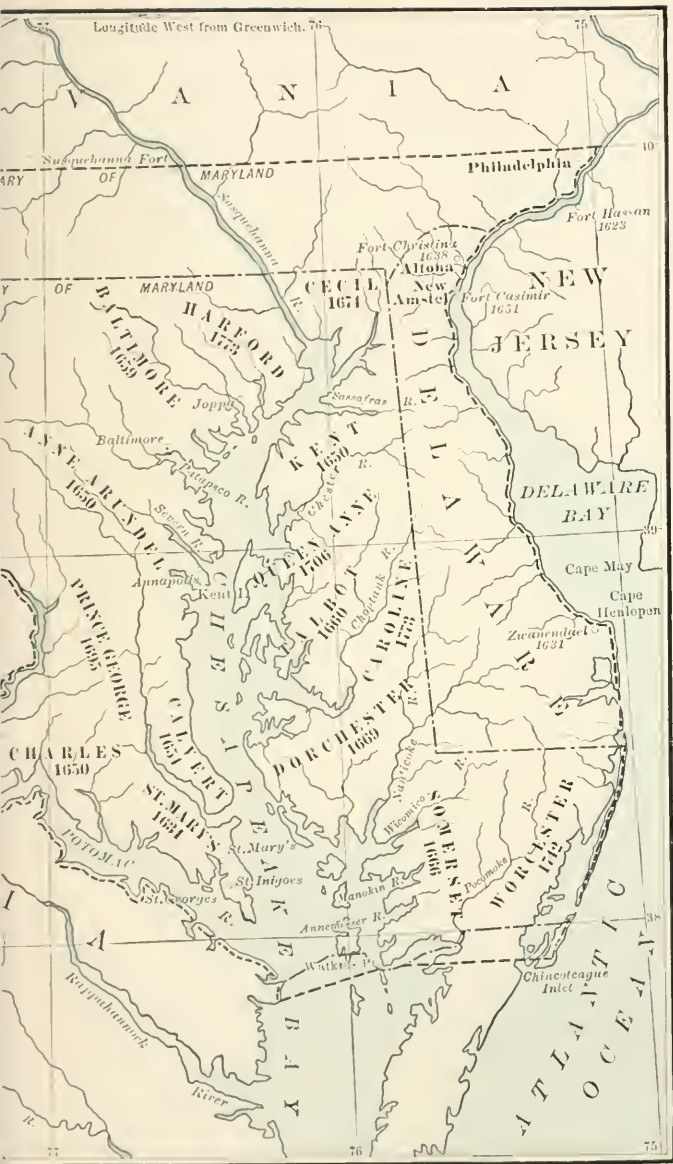 77 Longitude West from Greenwich. 76 75
V A N I A
40
Susquehanna Fort
ARY OF MARYLAND
Philadelphia
Susquehanna
R.
Fort Hassan
1623
Fort Christina
1638
Altona
New
Amstel
Fort Casimir
1651
NEW
JERSEY
Y OF MARYLAND
CECIL
1674
HARFORD
1773
BALTIMORE
1659
DELAWARE
Joppa
Sassafras R.
Baltimore
KENT
1650
Patapsco R.
Chester R.
ANNE ARUNDEL
1650
Severn R.
QUEEN ANNE
1706
DELAWARE
BAY
39
Annapolis
Kent I.
TALBOT
1660
Choptank R.
CAROLINE
1773
Cape May
Cape
Henlopen
Zwanendael
1631
PRINCE GEORGE
1695
CHESAPEAKE BAY
CALVERT
1654
DORCHESTER
1669
Nanticoke
R.
CHARLES
1650
ST. MARY'S
1634
Wicomico
R.
SOMERSET
1666
Pocomoke
R.
WORCESTER
1742
St. Mary's
St. Inigoes
POTOMAC
R.
St. Georges
Manokin R.
Annemesser R.
38
I A
Watkins Pt.
Chincoteague
Inlet
Rappahannock
River
ATLANTIC
OCEAN
R.
77 76 75